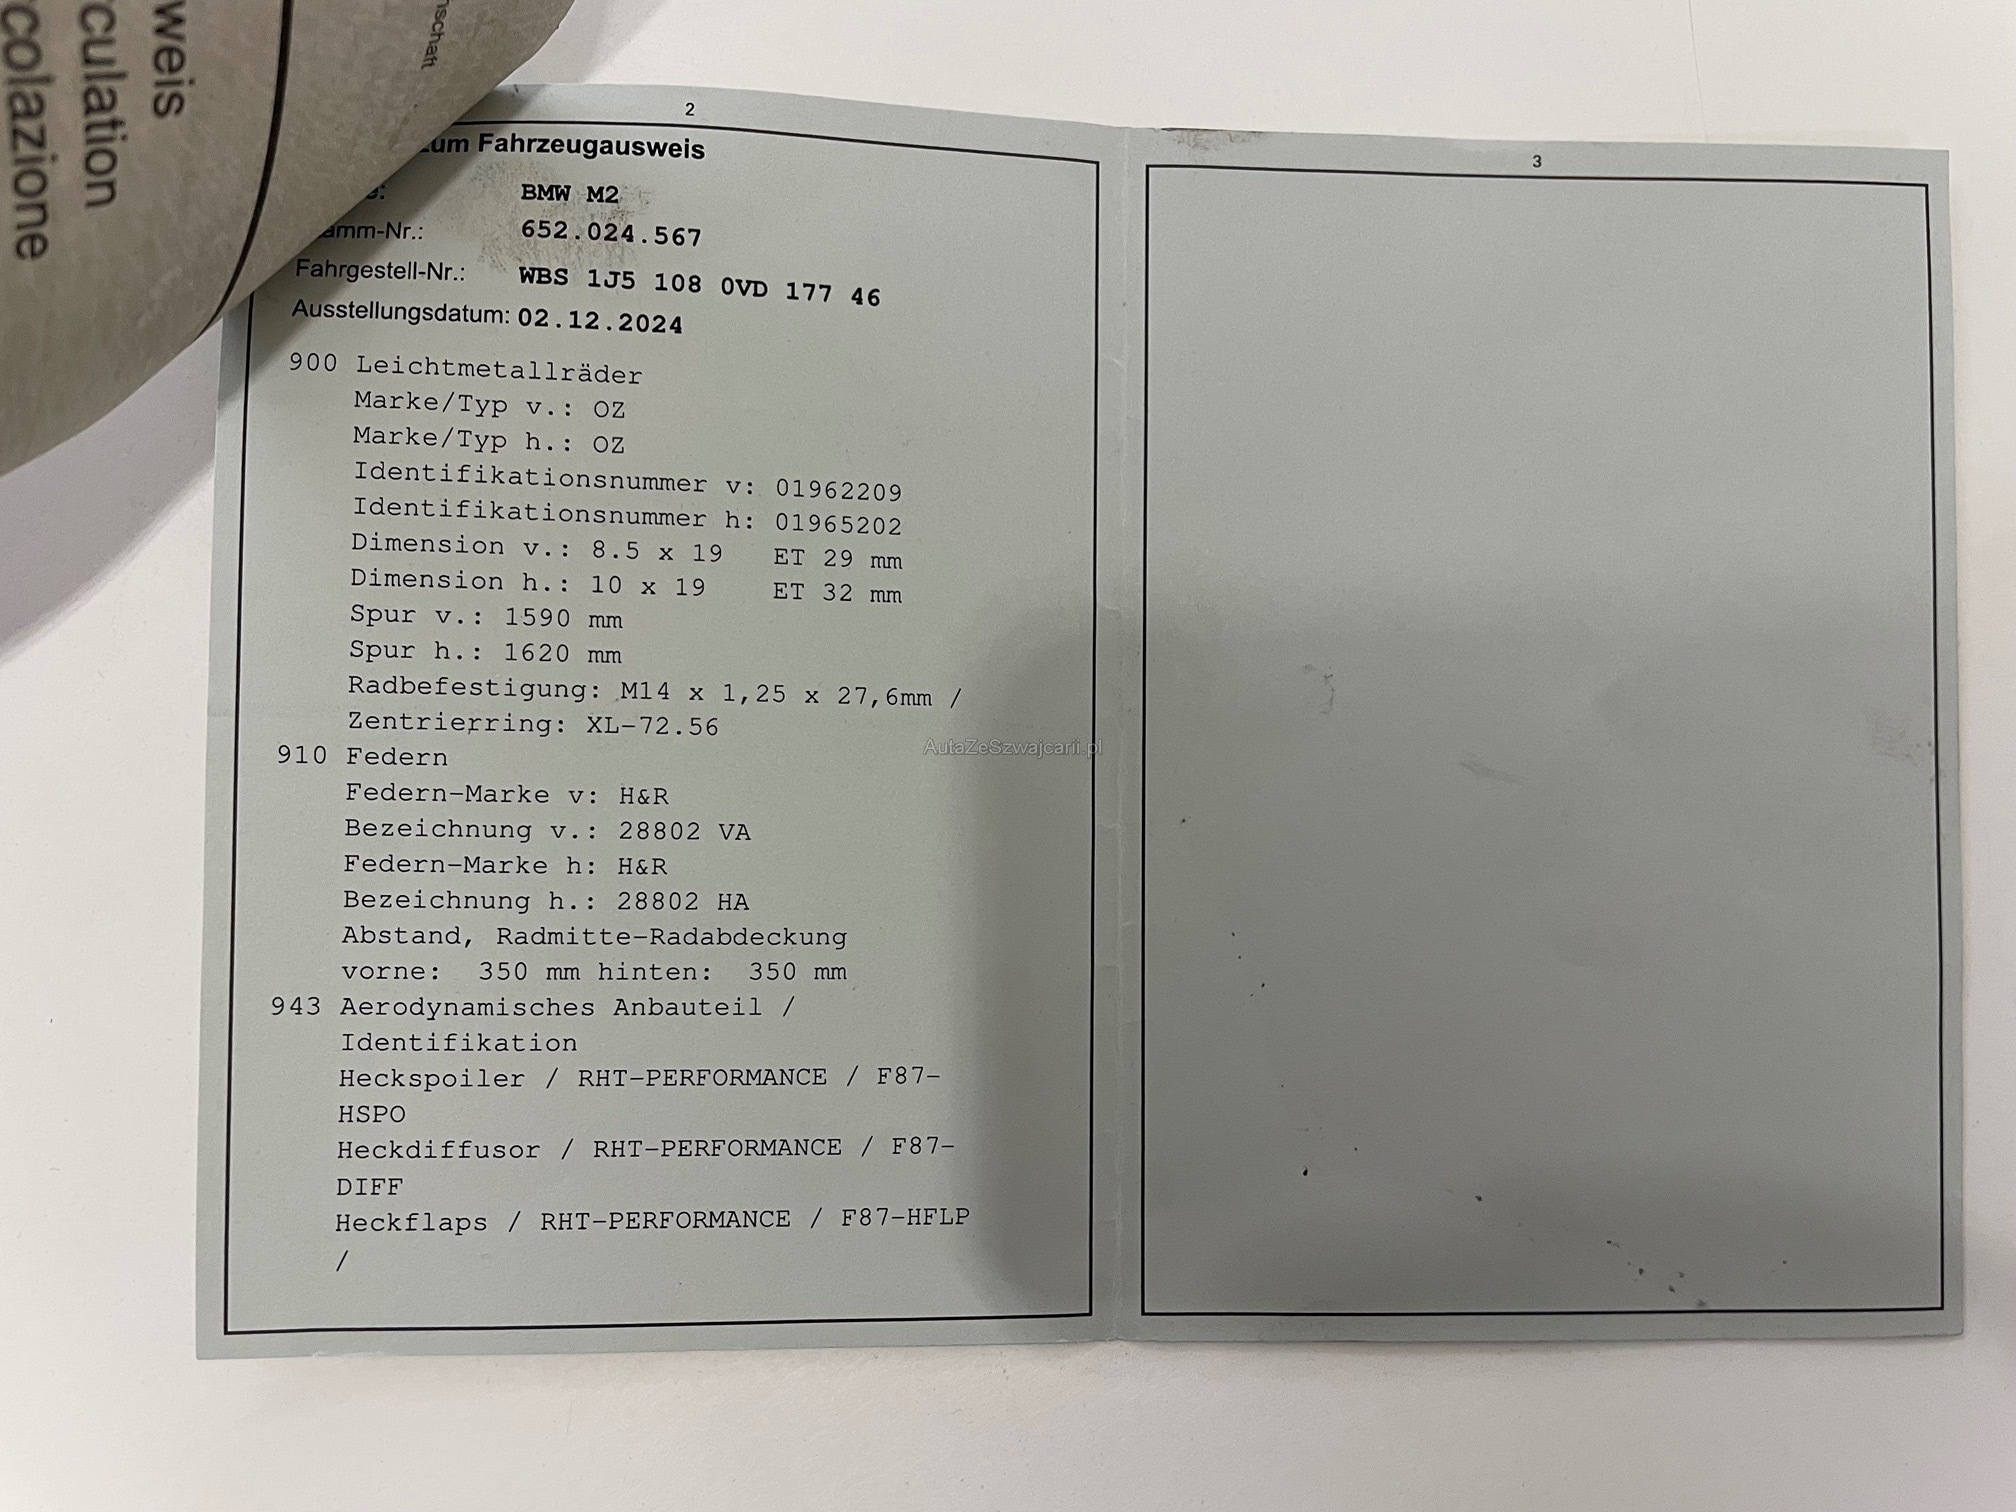 weis
culation
colazione
nschaft
2
zum Fahrzeugausweis
BMW M2
amm-Nr.: 652.024.567
Fahrgestell-Nr.: WBS 1J5 108 0VD 177 46
Ausstellungsdatum: 02.12.2024
900 Leichtmetallräder
Marke/Typ v.: OZ
Marke/Typ h.: OZ
Identifikationsnummer v: 01962209
Identifikationsnummer h: 01965202
Dimension v.: 8.5 x 19 ET 29 mm
Dimension h.: 10 x 19 ET 32 mm
Spur v.: 1590 mm
Spur h.: 1620 mm
Radbefestigung: M14 x 1,25 x 27,6mm /
Zentrierring: XL-72.56
910 Federn
Federn-Marke v: H&R
Bezeichnung v.: 28802 VA
Federn-Marke h: H&R
Bezeichnung h.: 28802 HA
Abstand, Radmitte-Radabdeckung
vorne: 350 mm hinten: 350 mm
943 Aerodynamisches Anbauteil /
Identifikation
Heckspoiler / RHT-PERFORMANCE / F87-
HSPO
Heckdiffusor / RHT-PERFORMANCE / F87-
DIFF
Heckflaps / RHT-PERFORMANCE / F87-HFLP
/
3
AutaZeSzwajcarii.pl